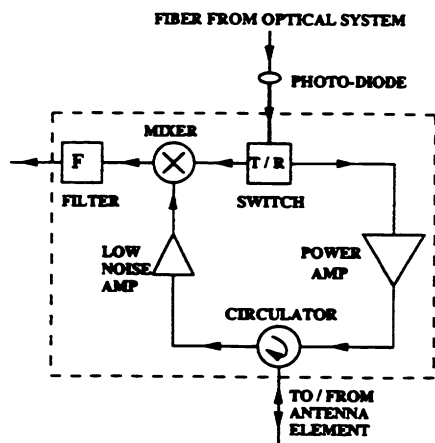 FIBER FROM OPTICAL SYSTEM
PHOTO-DIODE
MIXER
F
T / R
FILTER
SWITCH
LOW
NOISE
AMP
POWER
AMP
CIRCULATOR
TO / FROM
ANTENNA
ELEMENT